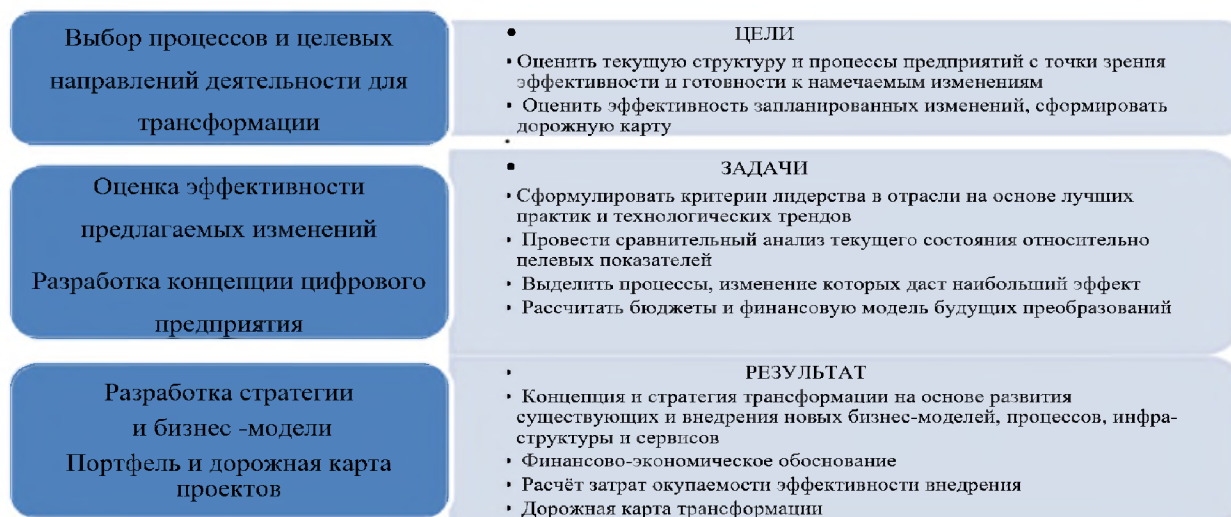 Выбор процессов и целевых
направлений деятельности для
трансформации
• ЦЕЛИ
• Оценить текущую структуру и пропессы предприятий с точки зрения
эффективности и готовности к намечаемым изменениям
• Оценить эффективность запланированных изменений, сформировать
дорожную карту
•
Оценка эффективности
предлагаемых изменений
Разработка концепции цифрового
предприятия
• ЗАДАЧИ
• Сформулировать критерии лидерства в отрасли на основе лучших
практик и технологических трендов
• Провести сравнительный анализ текущего состояния относительно
целевых показателей
• Выделить процессы, изменение которых даст наибольший эффект
• Рассчитать бюджеты и финансовую модель будущих преобразований
Разработка стратегии
и бизнес -модели
Портфель и дорожная карта
проектов
• РЕЗУЛЬТАТ
• Концепция и стратегия трансформации на основе развития
существующих и внедрения новых бизнес-моделей, процессов, инфра-
структуры и сервисов
• Финансово-экономическое обоснование
• Расчёт затрат окупаемости эффективности внедрения
• Дорожная карта трансформации